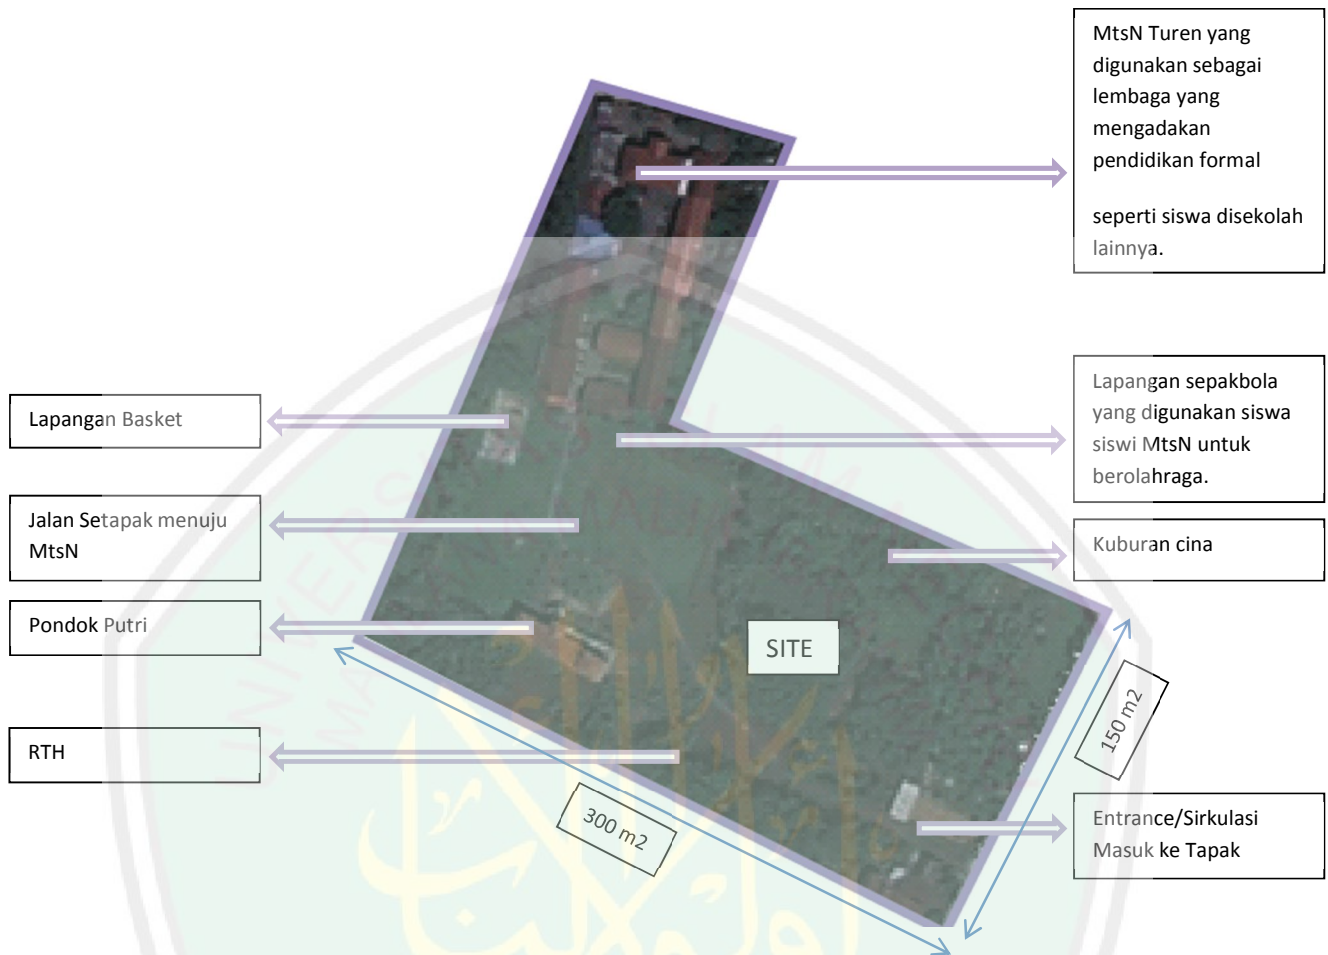 MtsN Turen yang
digunakan sebagai
lembaga yang
mengadakan
pendidikan formal
seperti siswa disekolah
lainnya.
Lapangan Basket
Lapangan sepakbola
yang digunakan siswa
siswi MtsN untuk
berolahraga.
Jalan Setapak menuju
MtsN
Kuburan cina
Pondok Putri
SITE
RTH
150 m2
300 m2
Entrance/Sirkulasi
Masuk ke Tapak